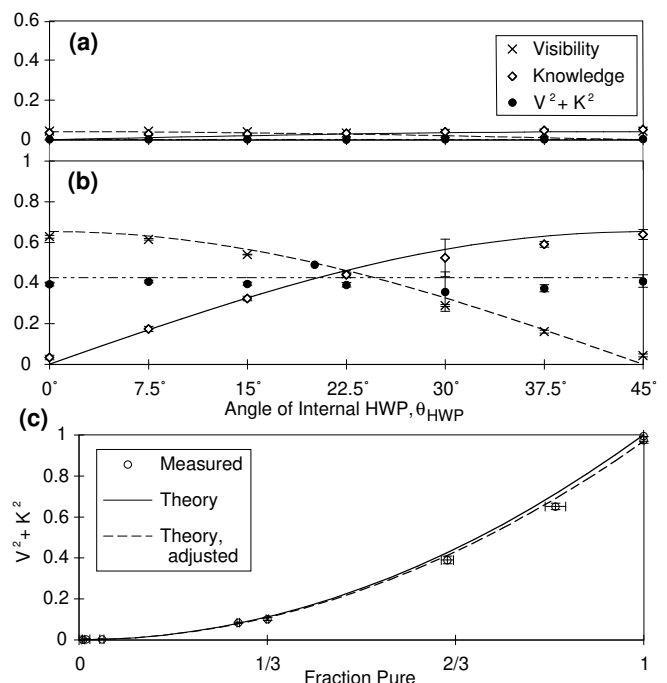 0.6
(a)
0.4
0.2
0
Visibility
Knowledge
V² + K²
1
(b)
0.8
0.6
0.4
0.2
0
0° 7.5° 15° 22.5° 30° 37.5° 45°
Angle of Internal HWP, θHWP
(c)
1
0.8
0.6
0.4
0.2
0
V² + K²
Measured
Theory
Theory,
adjusted
0 1/3 2/3 1
Fraction Pure